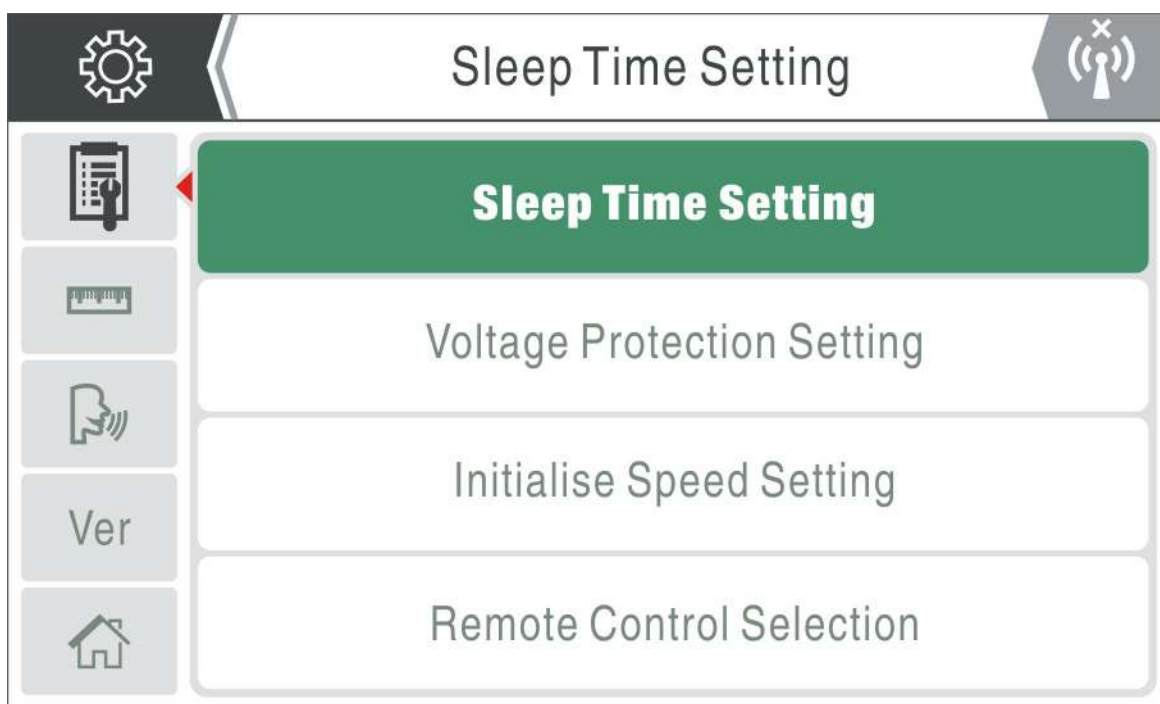 Sleep Time Setting
Sleep Time Setting
Voltage Protection Setting
Initialise Speed Setting
Ver
Remote Control Selection